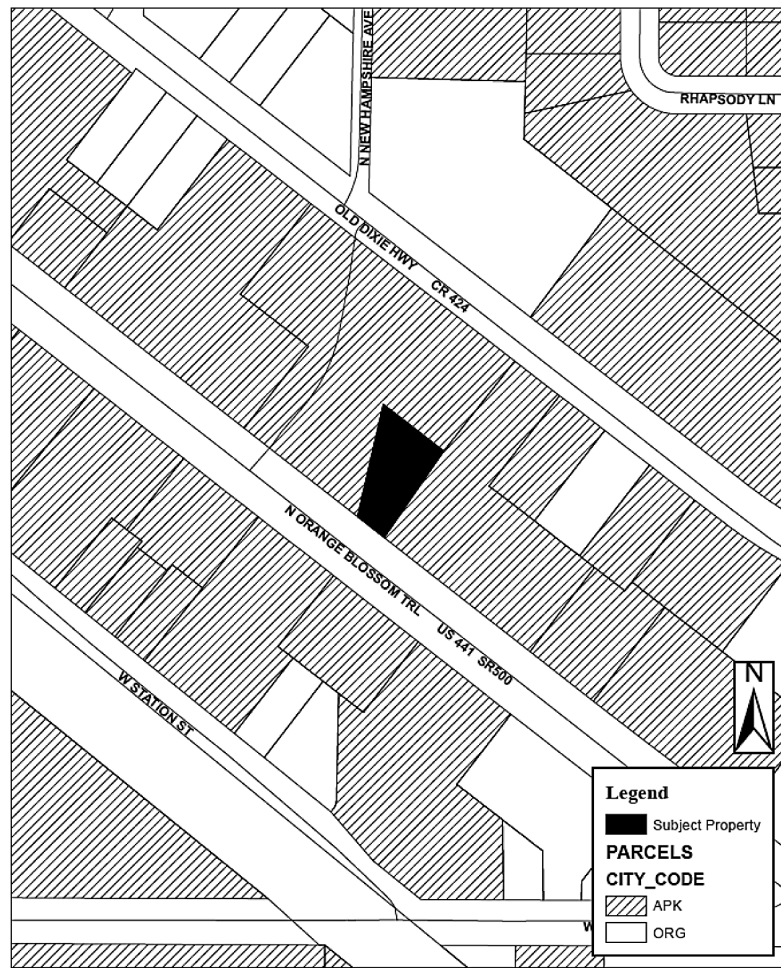 N NEW HAMPSHIRE AVE
RHAPSODY LN
OLD DIXIE HWY CR 424
N ORANGE BLOSSOM TRL US 441 SR500
W STATION ST
N
W
Legend
Subject Property
PARCELS
CITY_CODE
APK
ORG